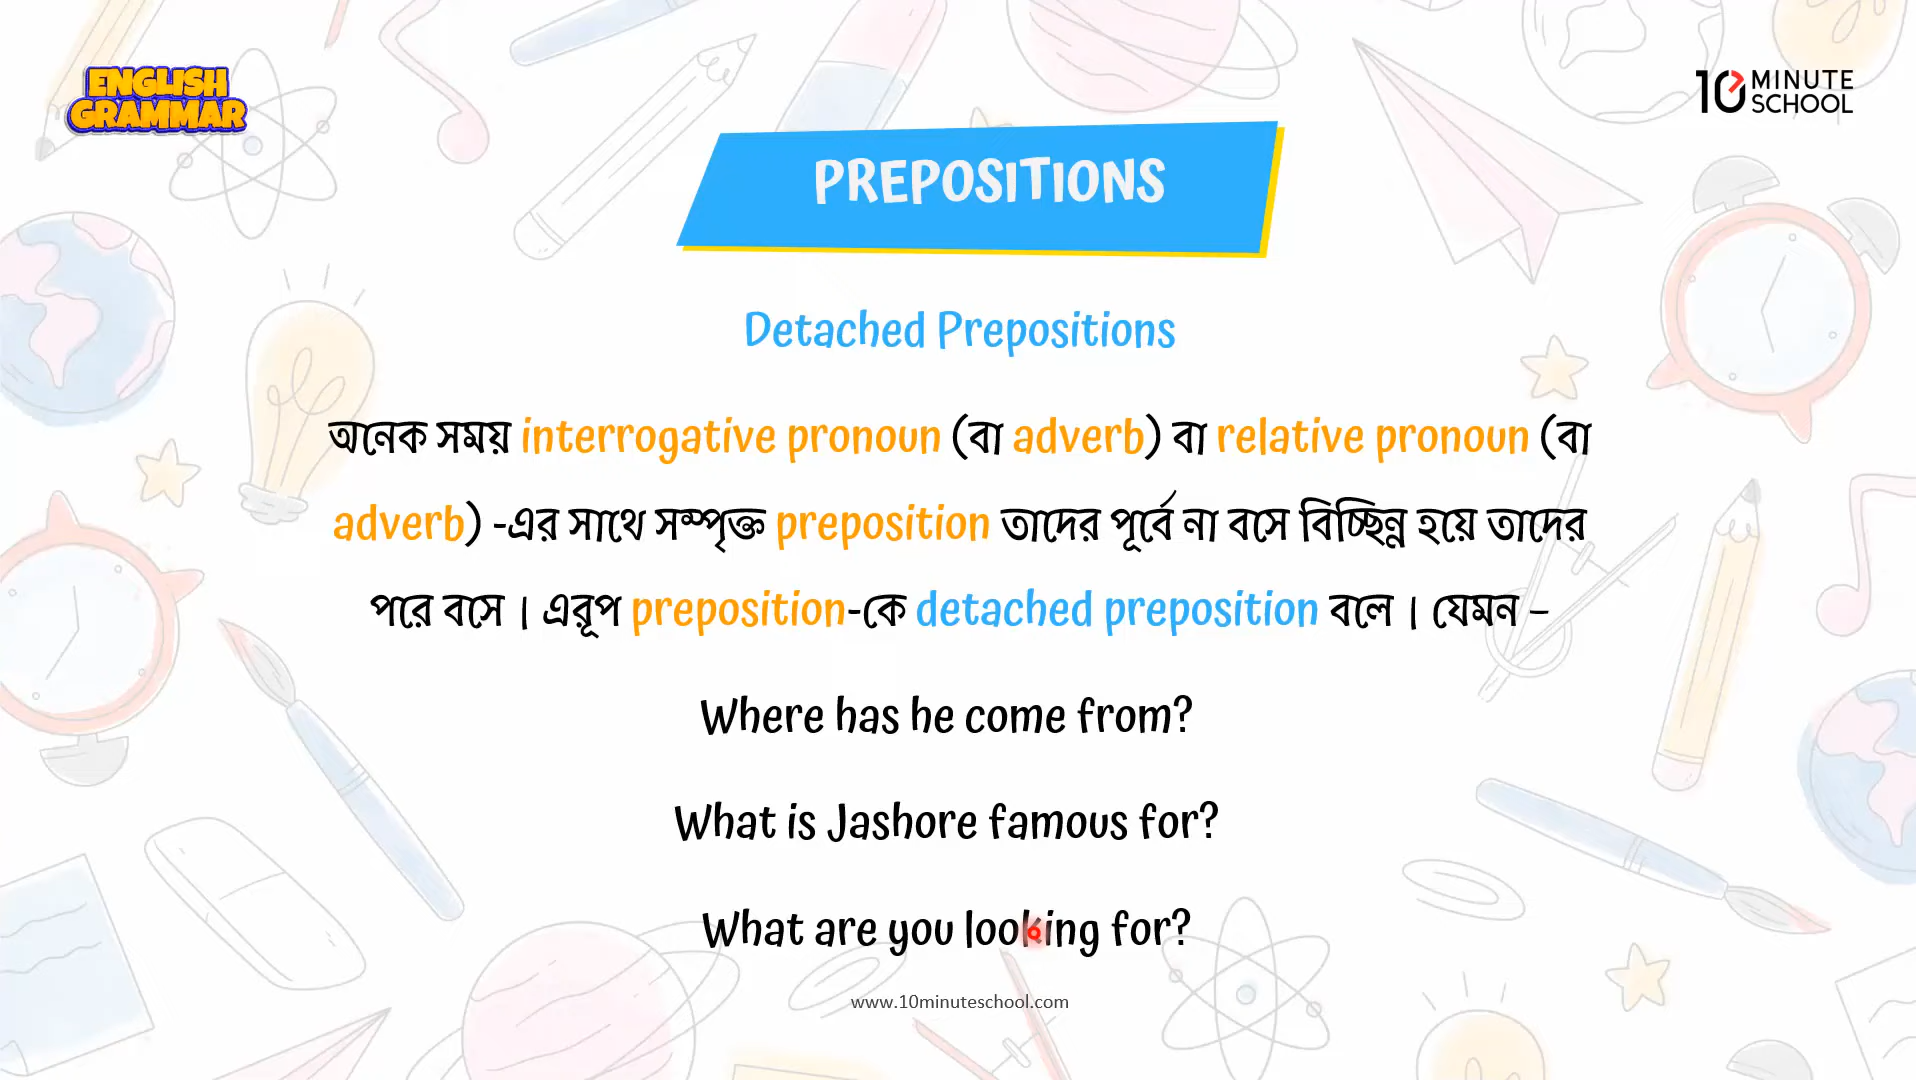 ENGLISH
GRAMMAR
10 MINUTE
SCHOOL
PREPOSITIONS
Detached Prepositions
অনেক সময় interrogative pronoun (বা adverb) বা relative pronoun (বা
adverb) -এর সাথে সম্পৃক্ত preposition তাদের পূর্বে না বসে বিচ্ছিন্ন হয়ে তাদের
পরে বসে । এরূপ preposition-কে detached preposition বলে । যেমন –
Where has he come from?
What is Jashore famous for?
What are you looking for?
www.10minuteschool.com